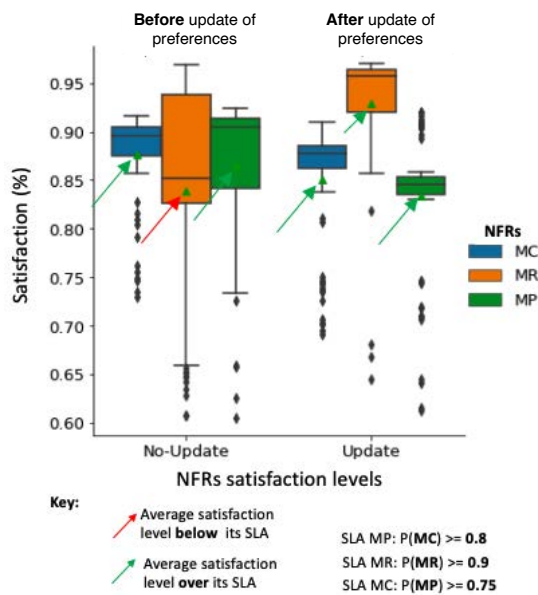 Before update of
preferences
After update of
preferences
0.95
0.90
0.85
0.80
0.75
0.70
0.65
0.60
Satisfaction (%)
NFRs
MC
MR
MP
No-Update
Update
NFRs satisfaction levels
Key:
Average satisfaction
level below its SLA
Average satisfaction
level over its SLA
SLA MP: P(MC) >= 0.8
SLA MR: P(MR) >= 0.9
SLA MC: P(MP) >= 0.75